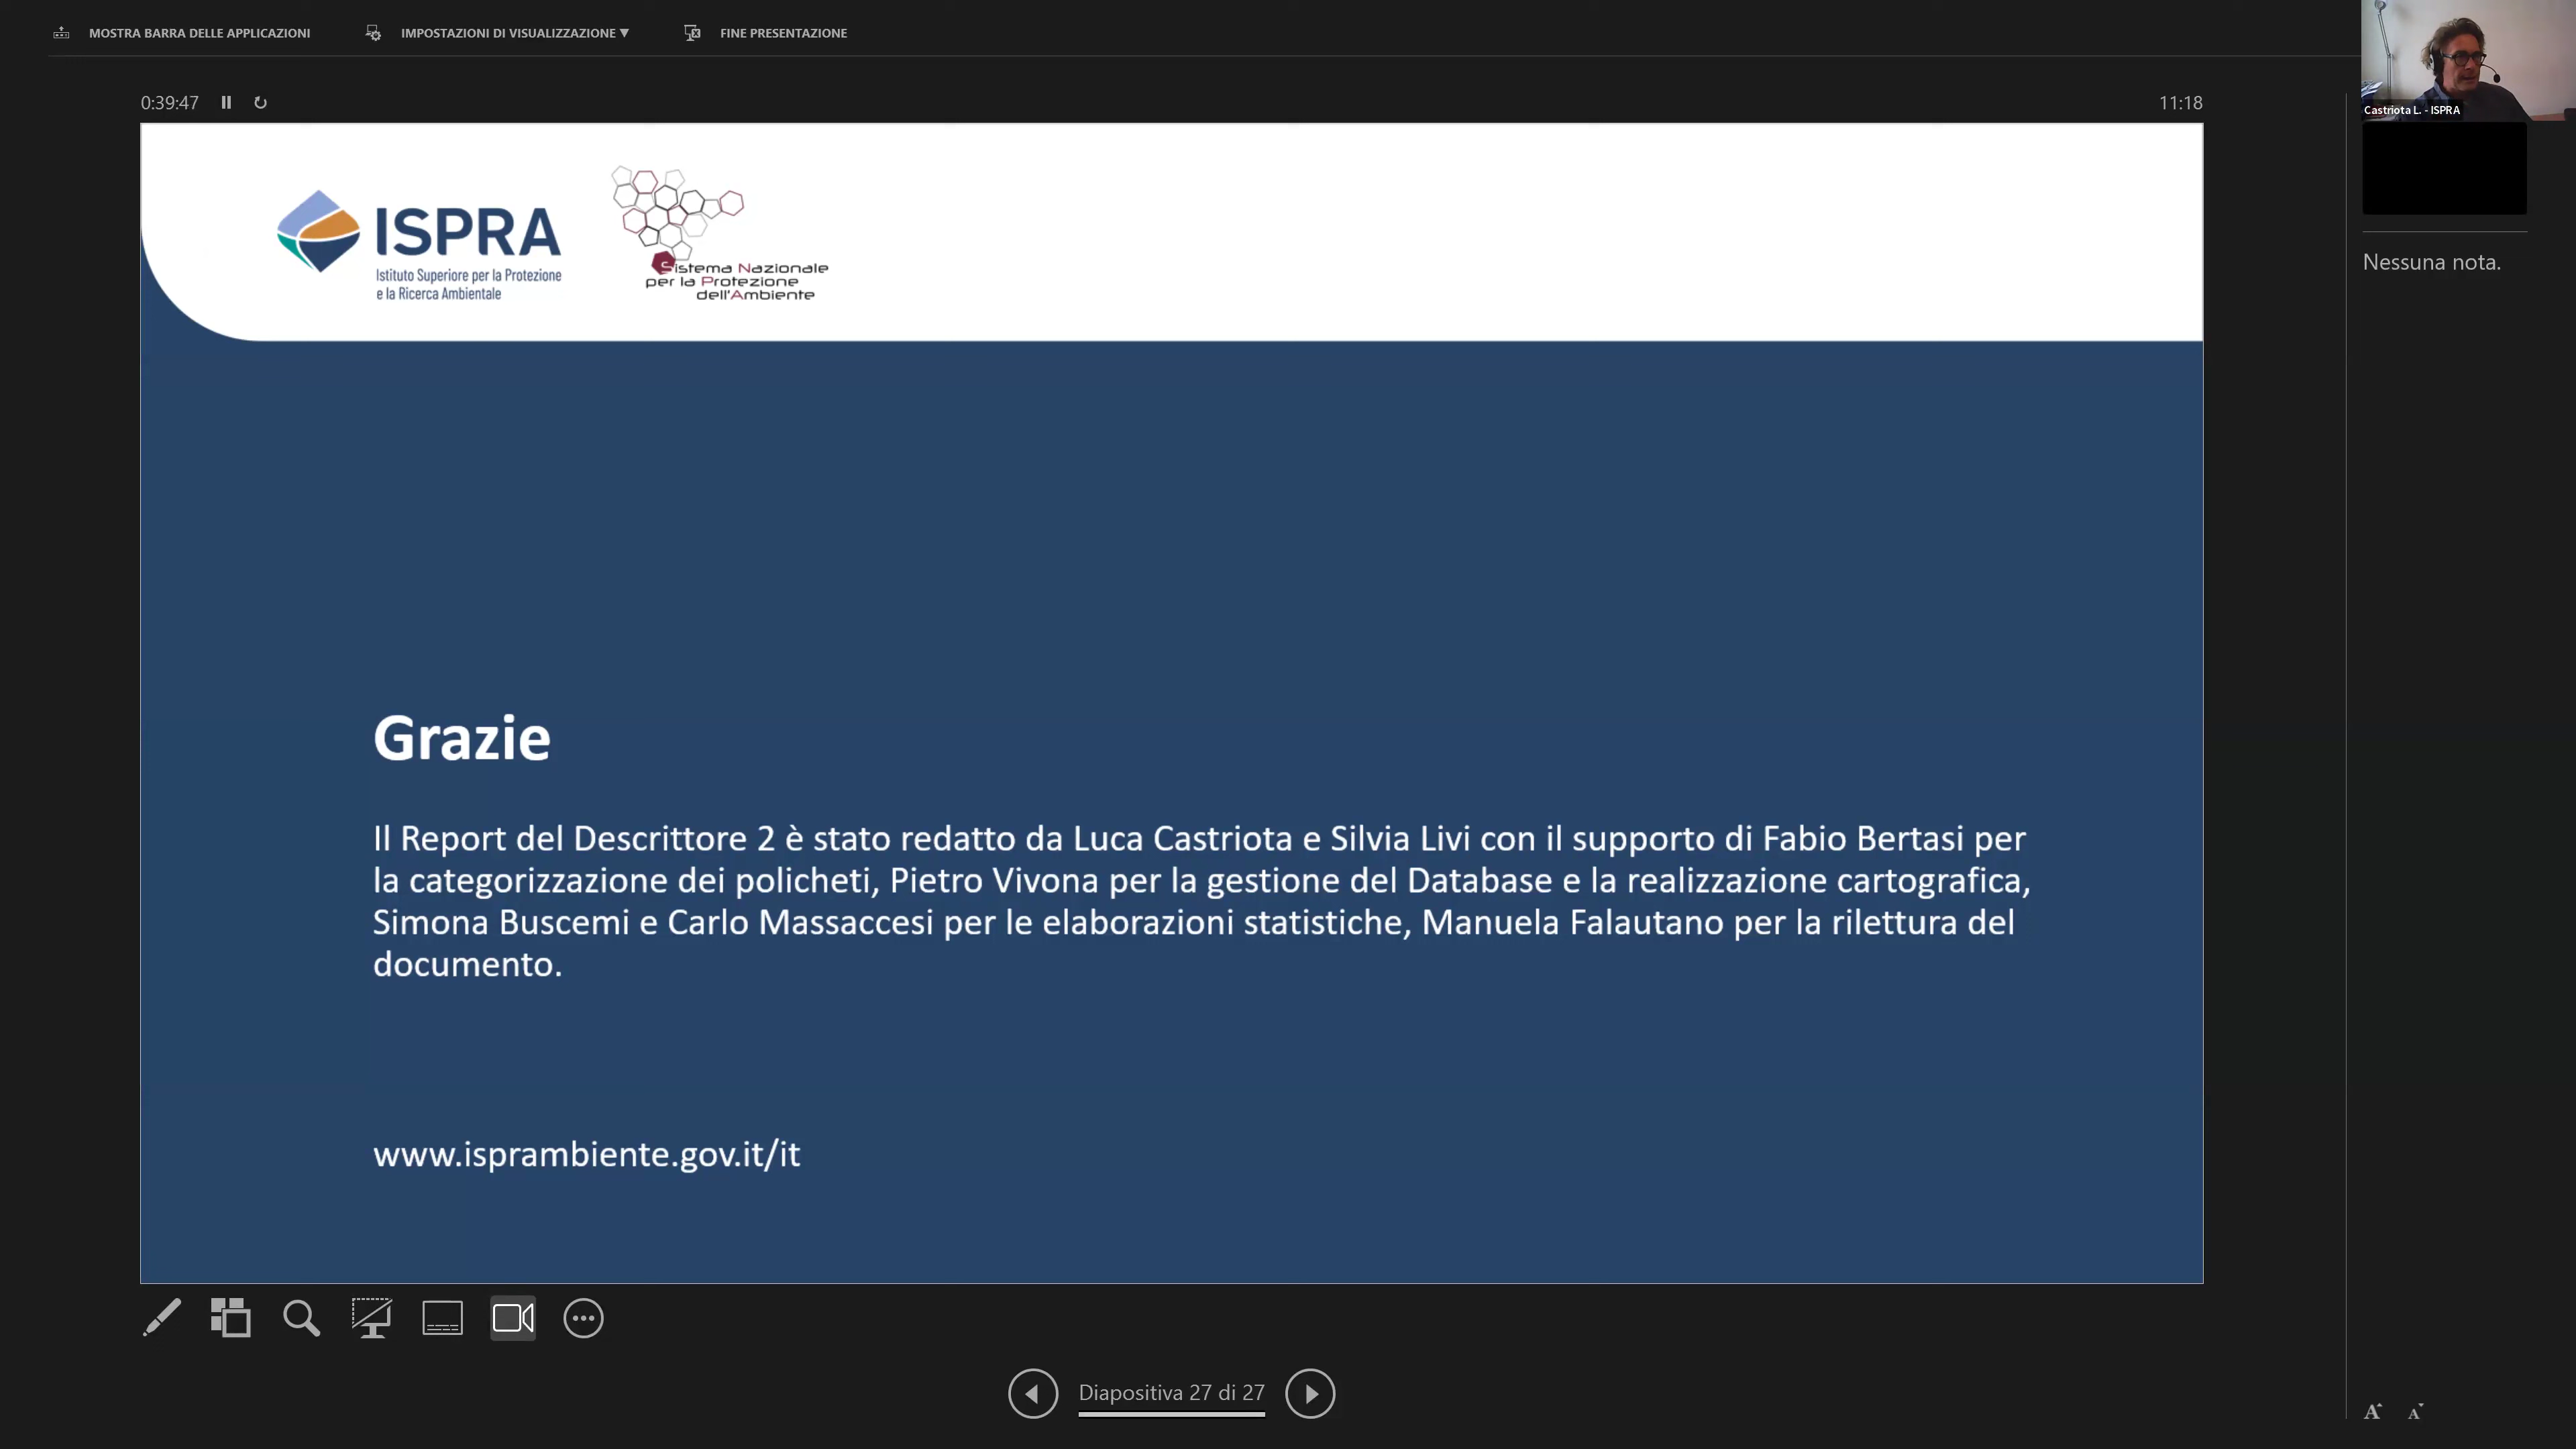 MOSTRA BARRA DELLE APPLICAZIONI
IMPOSTAZIONI DI VISUALIZZAZIONE ▼
FINE PRESENTAZIONE
Castriota L. - ISPRA
0:39:47
11:18
ISPRA
Istituto Superiore per la Protezione
e la Ricerca Ambientale
Sistema Nazionale
per la Protezione
dell'Ambiente
Nessuna nota.
Grazie
Il Report del Descrittore 2 è stato redatto da Luca Castriota e Silvia Livi con il supporto di Fabio Bertasi per
la categorizzazione dei policheti, Pietro Vivona per la gestione del Database e la realizzazione cartografica,
Simona Buscemi e Carlo Massaccesi per le elaborazioni statistiche, Manuela Falautano per la rilettura del
documento.
www.isprambiente.gov.it/it
Diapositiva 27 di 27
A A